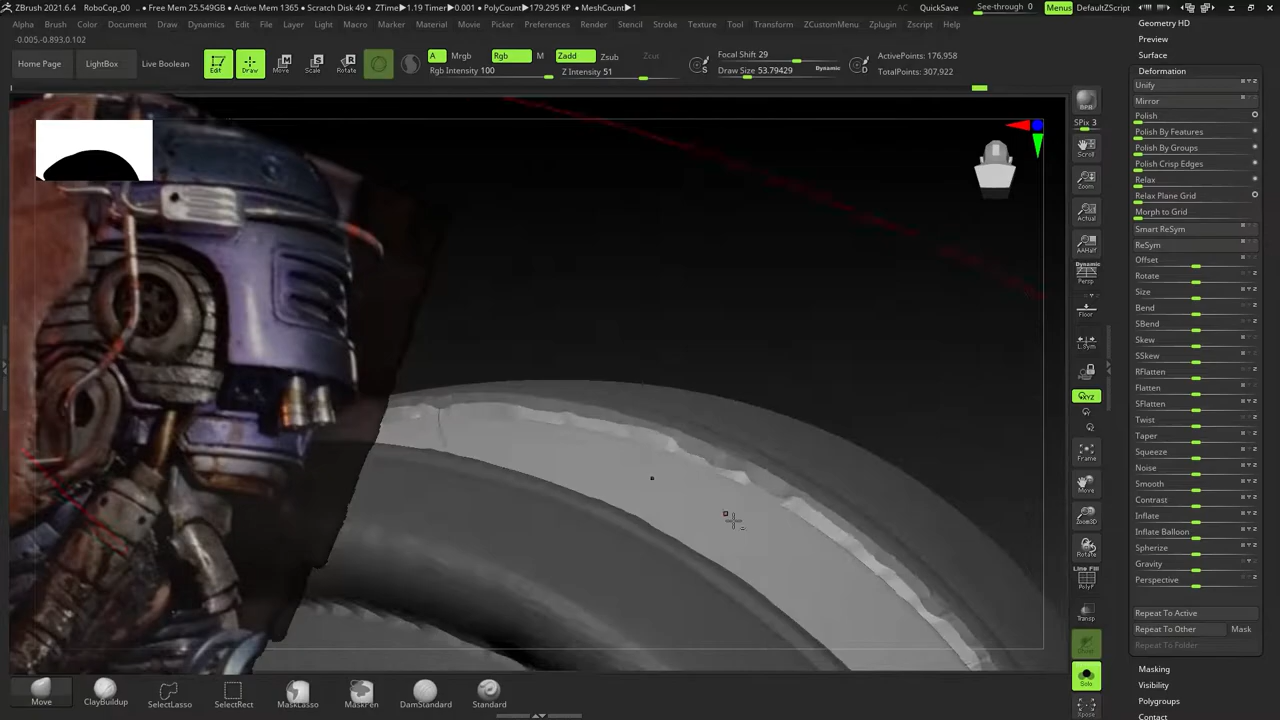 ZBrush 2021.6.4 RoboCop_00 .. • Free Mem 25.549GB • Active Mem 1365 • Scratch Disk 49 • ZTime▶1.19 Timer▶0.001 • PolyCount▶179.295 KP • MeshCount▶1
AC QuickSave See-through 0 Menus DefaultZScript
Alpha Brush Color Document Draw Dynamics Edit File Layer Light Macro Marker Material Movie Picker Preferences Render Stencil Stroke Texture Tool Transform ZCustomMenu Zplugin Zscript Help
-0.005,-0.893,0.102
Home Page LightBox Live Boolean Edit Draw Move Scale Rotate
A Mrgb Rgb M Zadd Zsub Zcut
Rgb Intensity 100 Z Intensity 51
Focal Shift 29
Draw Size 53.79429 Dynamic
S D
ActivePoints: 176,958
TotalPoints: 307,922
BPR
SPix 3
Scroll
Zoom
Actual
AAHalf
Dynamic
Persp
Floor
L.Sym
XYZ
Frame
Move
Zoom3D
Rotate
Line Fill
PolyF
Transp
Solo
Xpose
Geometry HD
Preview
Surface
Deformation
Unify
Mirror
Polish
Polish By Features
Polish By Groups
Polish Crisp Edges
Relax
Relax Plane Grid
Morph to Grid
Smart ReSym
ReSym
Offset
Rotate
Size
Bend
SBend
Skew
SSkew
RFlatten
Flatten
SFlatten
Twist
Taper
Squeeze
Noise
Smooth
Contrast
Inflate
Inflate Balloon
Spherize
Gravity
Perspective
Repeat To Active
Repeat To Other Mask
Repeat To Folder
Masking
Visibility
Polygroups
Contact
Move ClayBuildup SelectLasso SelectRect MaskLasso MaskPen DamStandard Standard